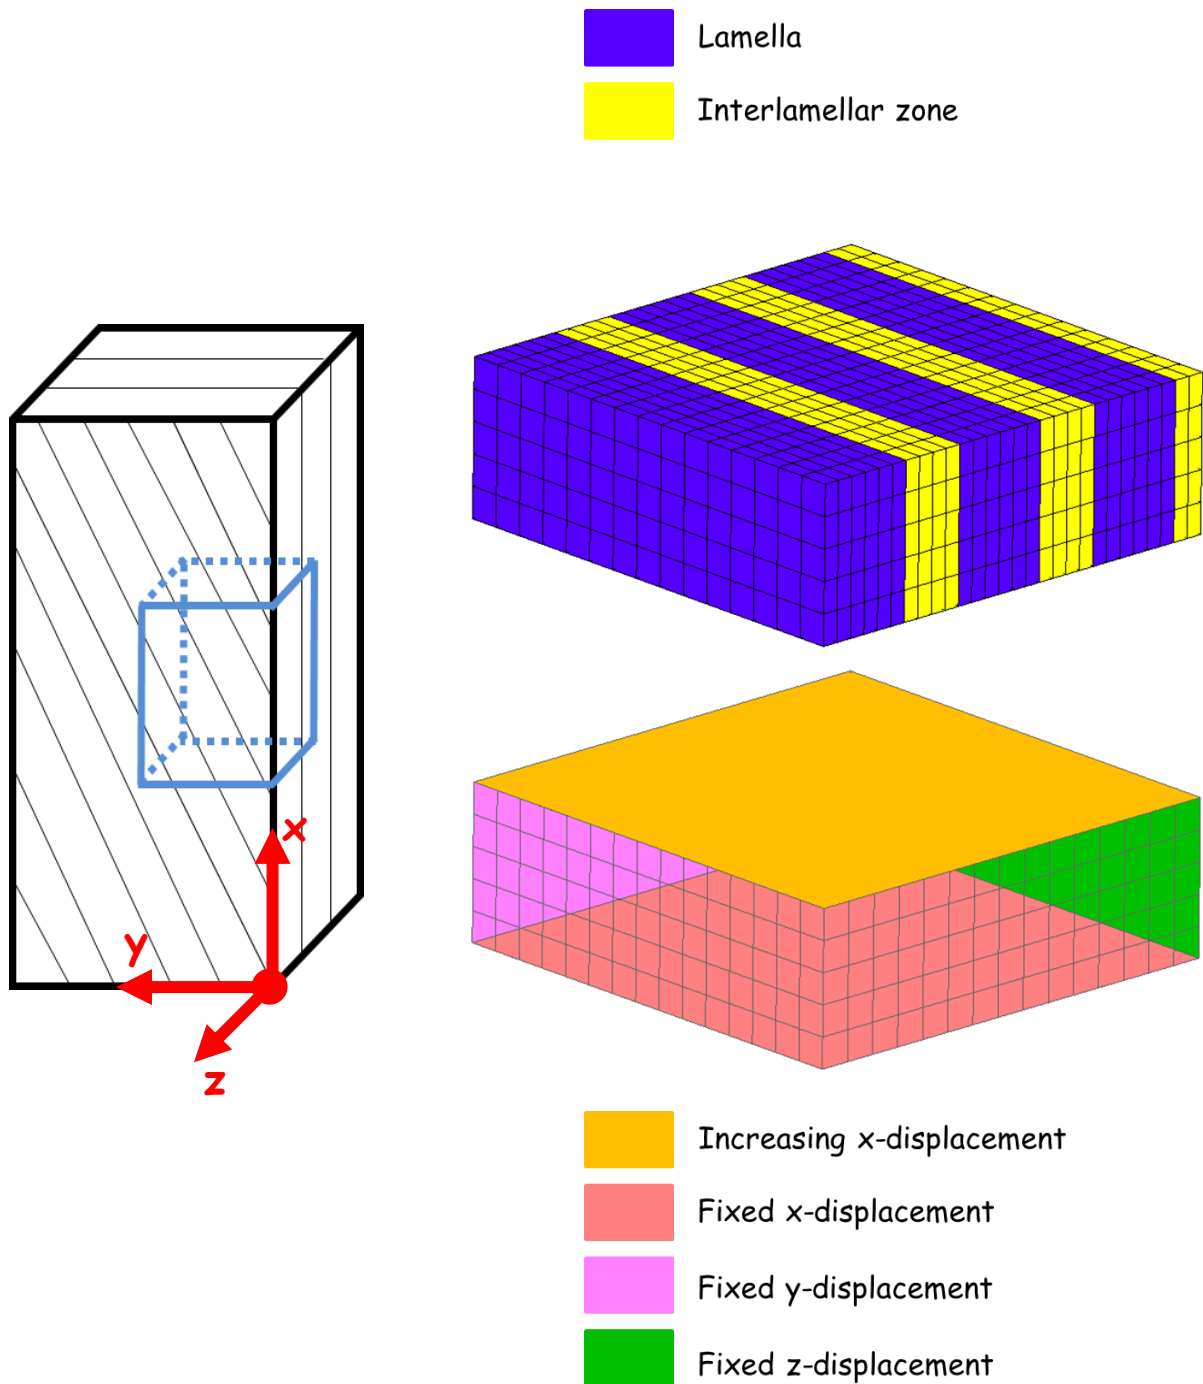 Lamella
Interlamellar zone
x
y
z
Increasing x-displacement
Fixed x-displacement
Fixed y-displacement
Fixed z-displacement